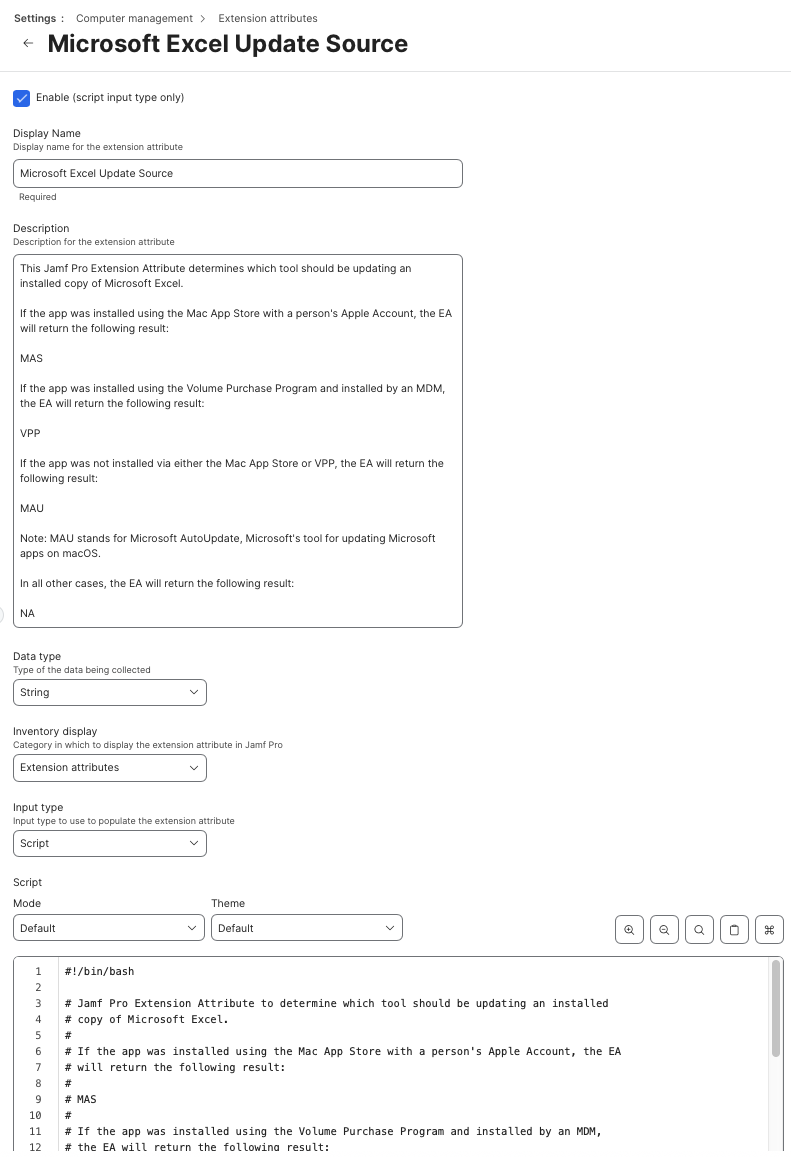 Settings : Computer management > Extension attributes
← Microsoft Excel Update Source
Enable (script input type only)
Display Name
Display name for the extension attribute
Microsoft Excel Update Source
Required
Description
Description for the extension attribute
This Jamf Pro Extension Attribute determines which tool should be updating an
installed copy of Microsoft Excel.
If the app was installed using the Mac App Store with a person's Apple Account, the EA
will return the following result:
MAS
If the app was installed using the Volume Purchase Program and installed by an MDM,
the EA will return the following result:
VPP
If the app was not installed via either the Mac App Store or VPP, the EA will return the
following result:
MAU
Note: MAU stands for Microsoft AutoUpdate, Microsoft's tool for updating Microsoft
apps on macOS.
In all other cases, the EA will return the following result:
NA
Data type
Type of the data being collected
String
Inventory display
Category in which to display the extension attribute in Jamf Pro
Extension attributes
Input type
Input type to use to populate the extension attribute
Script
Script
Mode Theme
Default Default
1 #!/bin/bash
2
3 # Jamf Pro Extension Attribute to determine which tool should be updating an installed
4 # copy of Microsoft Excel.
5 #
6 # If the app was installed using the Mac App Store with a person's Apple Account, the EA
7 # will return the following result:
8 #
9 # MAS
10 #
11 # If the app was installed using the Volume Purchase Program and installed by an MDM,
12 # the EA will return the following result: